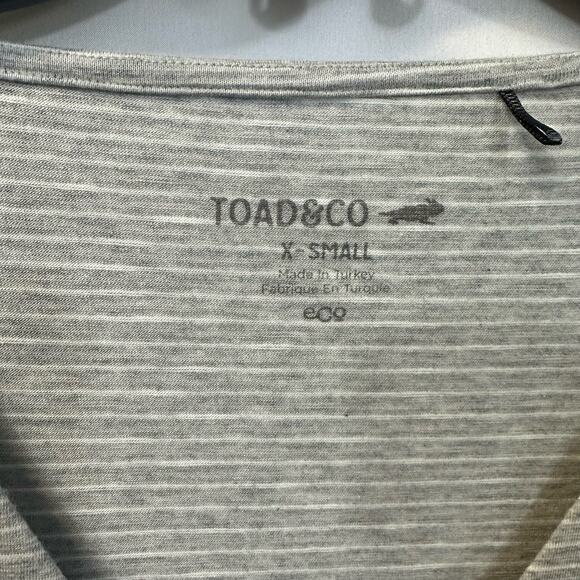 TOAD&CO
X-SMALL
Made In Turkey
Fabrique En Turquie
eCo